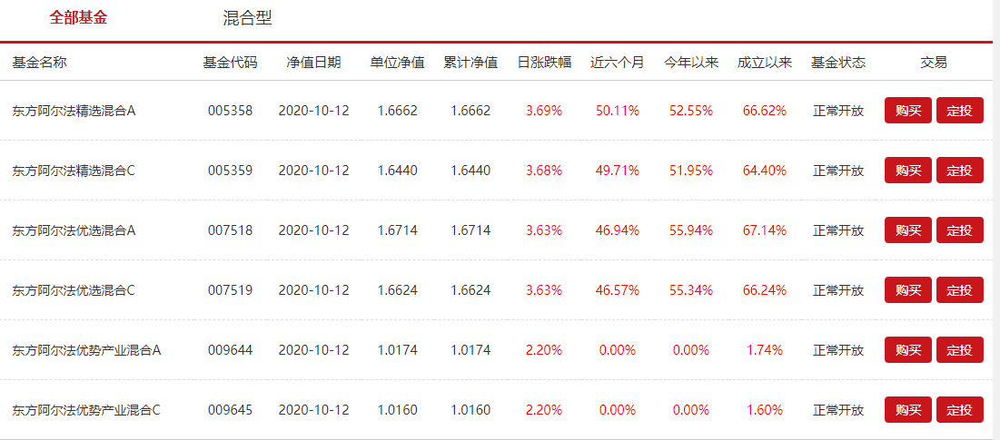 全部基金 混合型
基金名称 基金代码 净值日期 单位净值 累计净值 日涨跌幅 近六个月 今年以来 成立以来 基金状态 交易
东方阿尔法精选混合A 005358 2020-10-12 1.6662 1.6662 3.69% 50.11% 52.55% 66.62% 正常开放 购买 定投
东方阿尔法精选混合C 005359 2020-10-12 1.6440 1.6440 3.68% 49.71% 51.95% 64.40% 正常开放 购买 定投
东方阿尔法优选混合A 007518 2020-10-12 1.6714 1.6714 3.63% 46.94% 55.94% 67.14% 正常开放 购买 定投
东方阿尔法优选混合C 007519 2020-10-12 1.6624 1.6624 3.63% 46.57% 55.34% 66.24% 正常开放 购买 定投
东方阿尔法优势产业混合A 009644 2020-10-12 1.0174 1.0174 2.20% 0.00% 0.00% 1.74% 正常开放 购买 定投
东方阿尔法优势产业混合C 009645 2020-10-12 1.0160 1.0160 2.20% 0.00% 0.00% 1.60% 正常开放 购买 定投